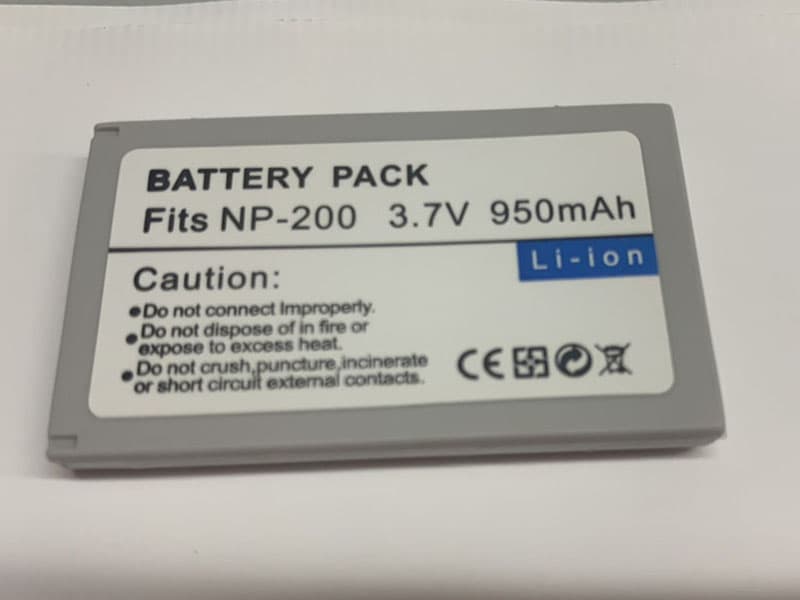 BATTERY PACK
Fits NP-200 3.7V 950mAh
Li-ion
Caution:
●Do not connect Improperly.
●Do not dispose of in fire or
expose to excess heat.
●Do not crush,puncture,incinerate
or short circuit external contacts.
CE